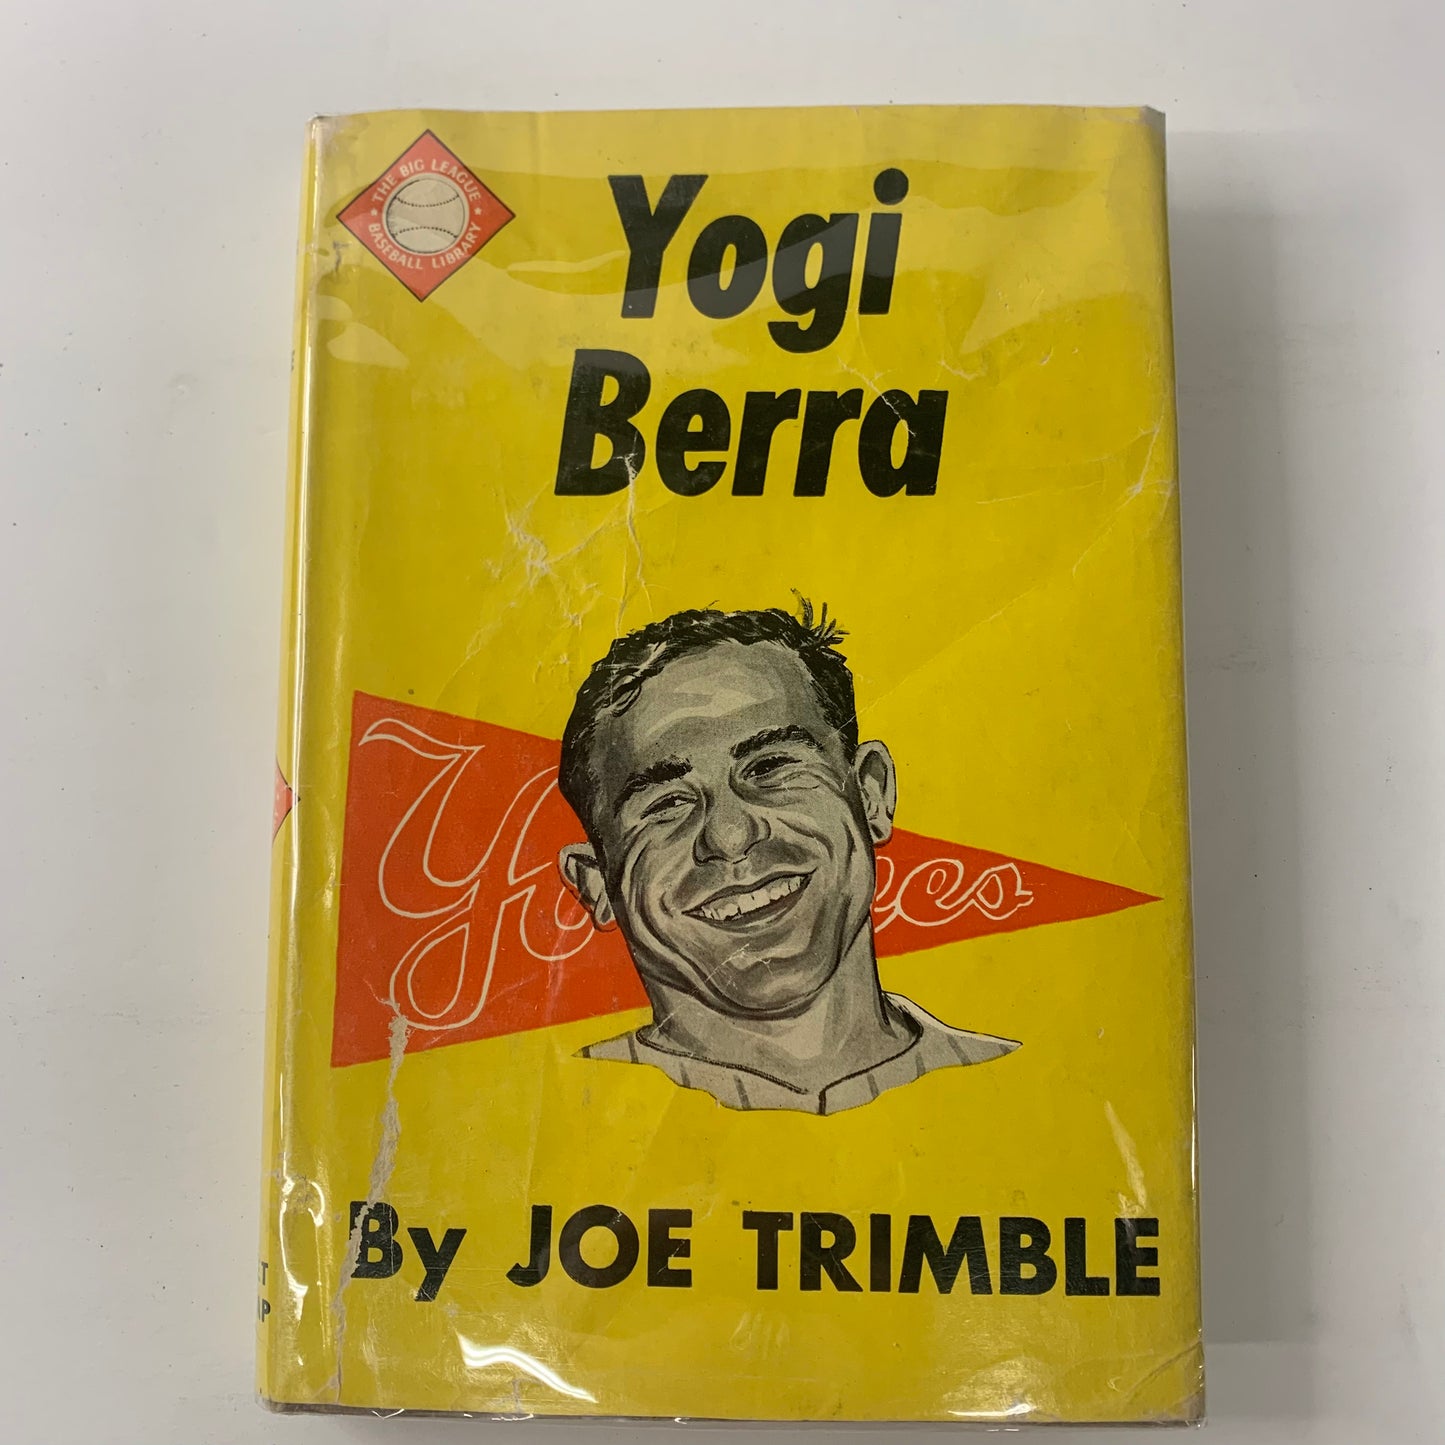 ★ THE BIG LEAGUE ★
BASEBALL LIBRARY
Yogi
Berra
By JOE TRIMBLE